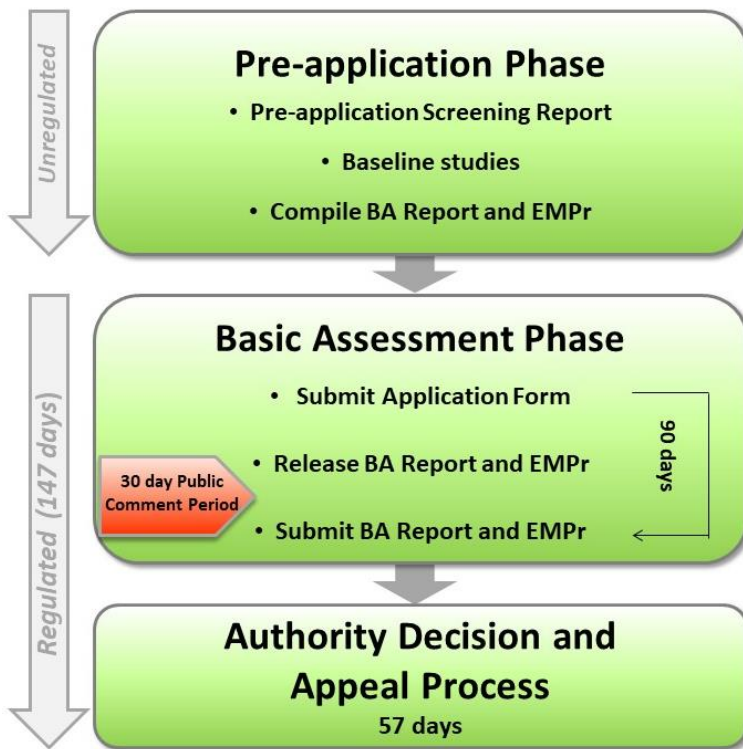 Unregulated
Pre-application Phase
• Pre-application Screening Report
• Baseline studies
• Compile BA Report and EMPr
Regulated (147 days)
Basic Assessment Phase
• Submit Application Form
90 days
• Release BA Report and EMPr
30 day Public
Comment Period
• Submit BA Report and EMPr
Authority Decision and
Appeal Process
57 days